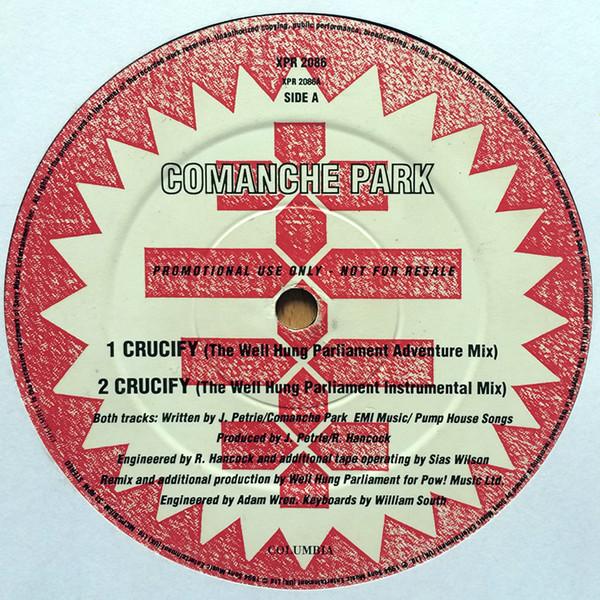 XPR 2086
XPR 2086A
SIDE A
COMANCHE PARK
PROMOTIONAL USE ONLY - NOT FOR RESALE
1 CRUCIFY (The Well Hung Parliament Adventure Mix)
2 CRUCIFY (The Well Hung Parliament Instrumental Mix)
Both tracks: Written by J. Petrie/Comanche Park EMI Music/ Pump House Songs
Produced by J. Petrie/R. Hancock
Engineered by R. Hancock and additional tape operating by Sias Wilson
Remix and additional production by Well Hung Parliament for Pow! Music Ltd.
Engineered by Adam Wren. Keyboards by William South
COLUMBIA